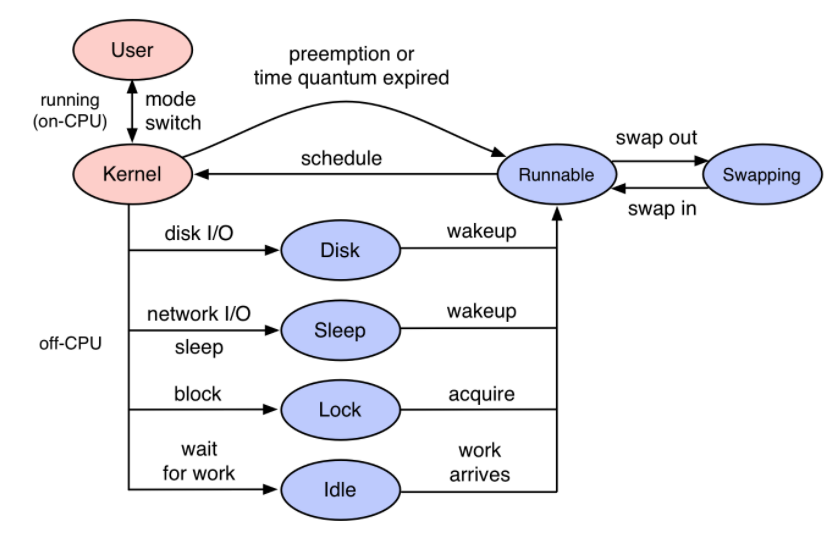 User
preemption or
time quantum expired
running
(on-CPU)
mode
switch
swap out
schedule
Kernel
Runnable
Swapping
swap in
disk I/O
wakeup
Disk
network I/O
wakeup
Sleep
sleep
off-CPU
block
acquire
Lock
wait
for work
work
arrives
Idle